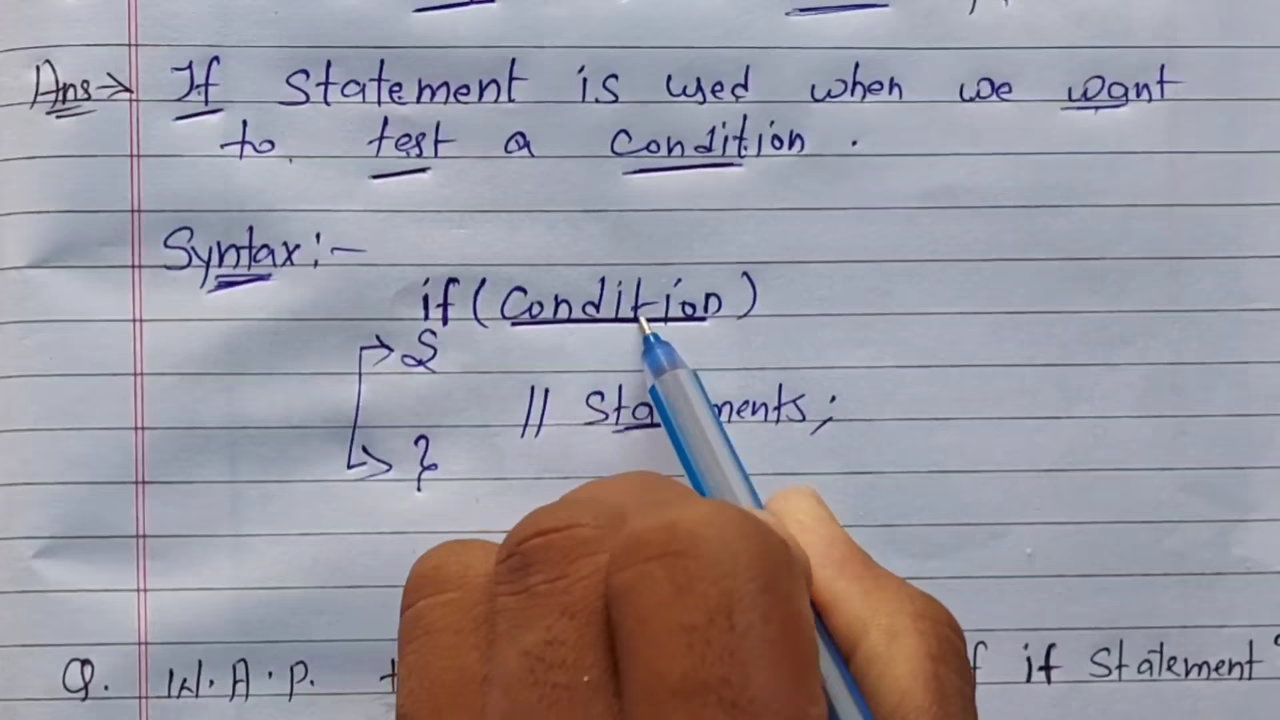 Ans→ If Statement is used when we want
to test a Condition.
Syntax:-
if (Condition)
{
// Statements;
}
Q. W.A.P. if Statement